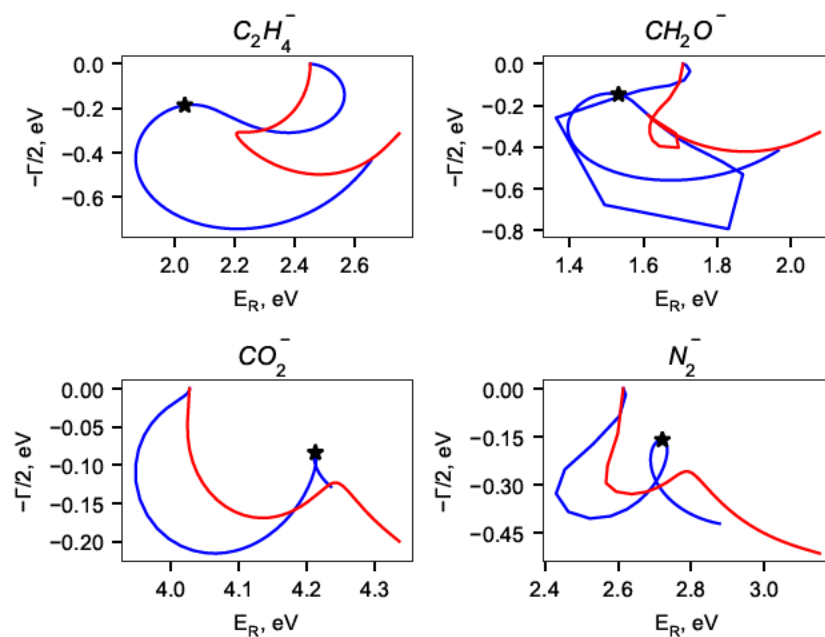 C₂H₄⁻
−Γ/2, eV
0.0
−0.2
−0.4
−0.6
2.0 2.2 2.4 2.6
E_R, eV
CH₂O⁻
−Γ/2, eV
0.0
−0.2
−0.4
−0.6
−0.8
1.4 1.6 1.8 2.0
E_R, eV
CO₂⁻
−Γ/2, eV
0.00
−0.05
−0.10
−0.15
−0.20
4.0 4.1 4.2 4.3
E_R, eV
N₂⁻
−Γ/2, eV
0.00
−0.15
−0.30
−0.45
2.4 2.6 2.8 3.0
E_R, eV